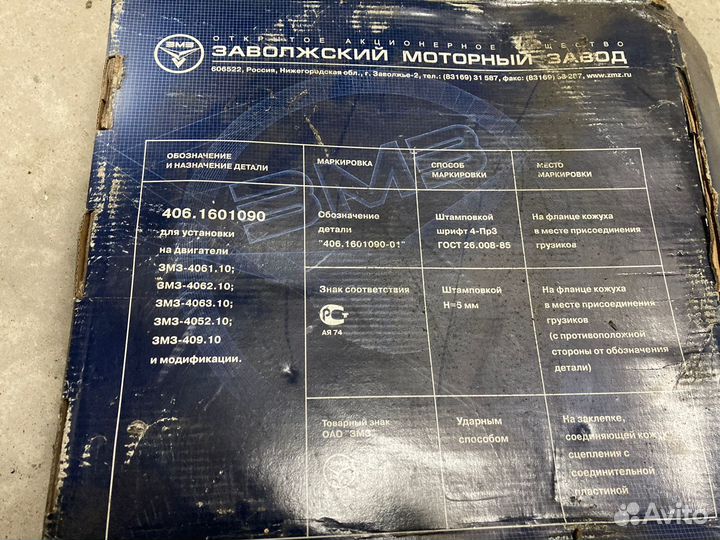 ЗМЗ
ОТКРЫТОЕ АКЦИОНЕРНОЕ ОБЩЕСТВО
ЗАВОЛЖСКИЙ МОТОРНЫЙ ЗАВОД
606522, Россия, Нижегородская обл., г. Заволжье-2, тел.: (83169) 31 587, факс: (83169) www.zmz.ru
ЗМЗ
ОБОЗНАЧЕНИЕ
И НАЗНАЧЕНИЕ ДЕТАЛИ
МАРКИРОВКА
СПОСОБ
МАРКИРОВКИ
МЕСТО
МАРКИРОВКИ
406.1601090
для установки
на двигатели
ЗМЗ-4061.10;
ЗМЗ-4062.10;
ЗМЗ-4063.10;
ЗМЗ-4052.10;
ЗМЗ-409.10
и модификации.
Обозначение
детали
"406.1601090-01"
Штамповкой
шрифт 4-Пр3
ГОСТ 26.008-85
На фланце кожуха
в месте присоединения
грузиков
Знак соответствия
РС
АЯ 74
Штамповкой
Н=5 мм
На фланце кожуха
в месте присоединения
грузиков
(с противоположной
стороны от обозначения
детали)
Товарный знак
ОАО "ЗМЗ
Ударным
способом
На заклепке,
соединяющей кожух
сцепления с
соединительной
пластиной
Avito